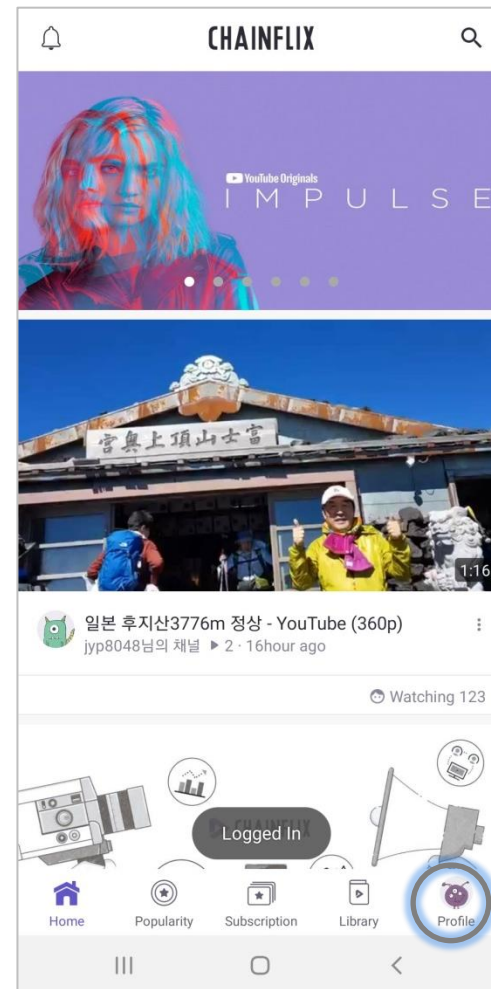 CHAINFLIX
YouTube Originals
IMPULSE
宮奥上頂山士富
1:16
일본 후지산3776m 정상 - YouTube (360p)
jyp8048님의 채널 ▶ 2 · 16hour ago
Watching 123
Logged In
Home Popularity Subscription Library Profile